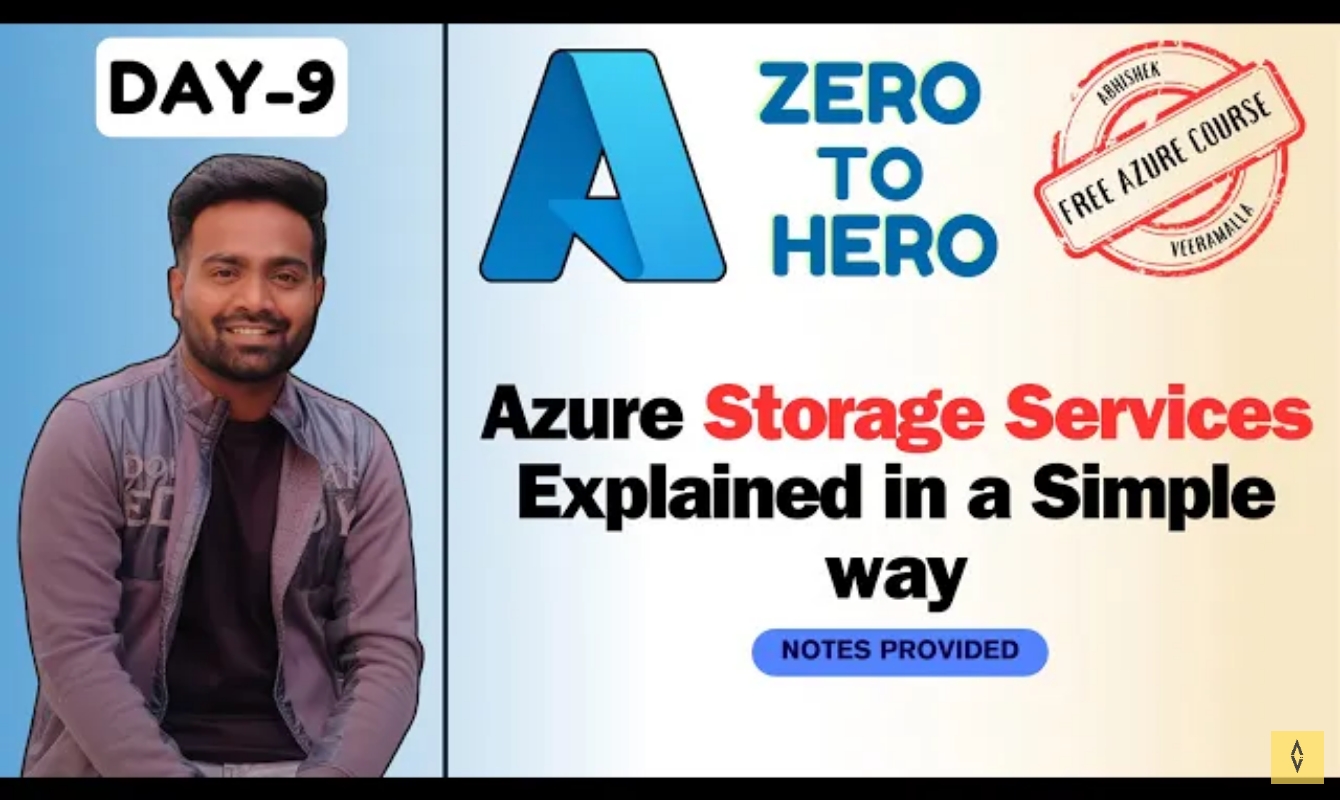 DAY-9
ZERO
TO
HERO
ABHISHEK
FREE AZURE COURSE
VEERAMALLA
Azure Storage Services
Explained in a Simple
way
NOTES PROVIDED